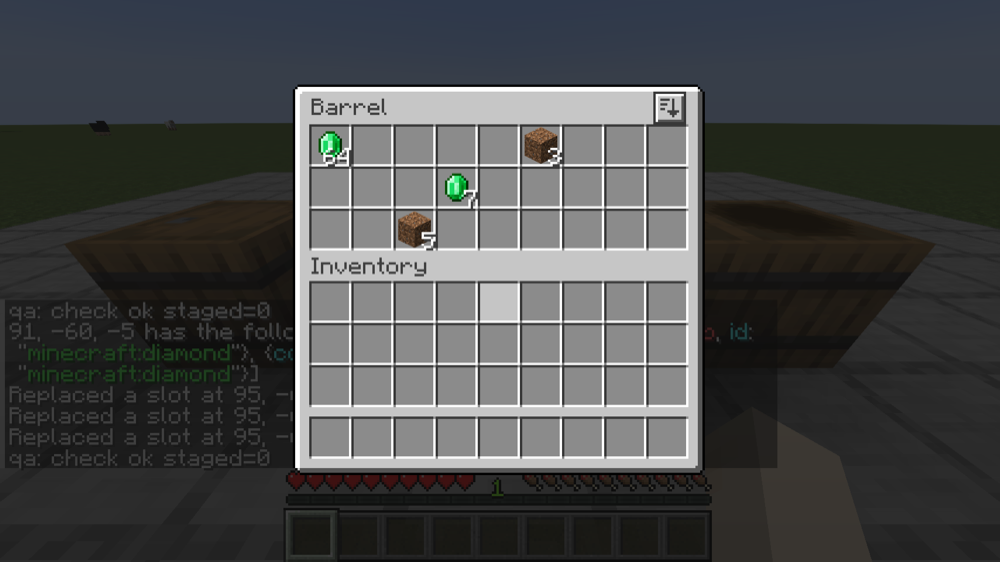 Barrel
64
3
7
5
Inventory
qa: check ok staged=0
91, -60, -5 has the follo id:
"minecraft:diamond"}, {co
"minecraft:diamond"}]
Replaced a slot at 95, -
Replaced a slot at 95, -
Replaced a slot at 95, -
qa: check ok staged=0
1